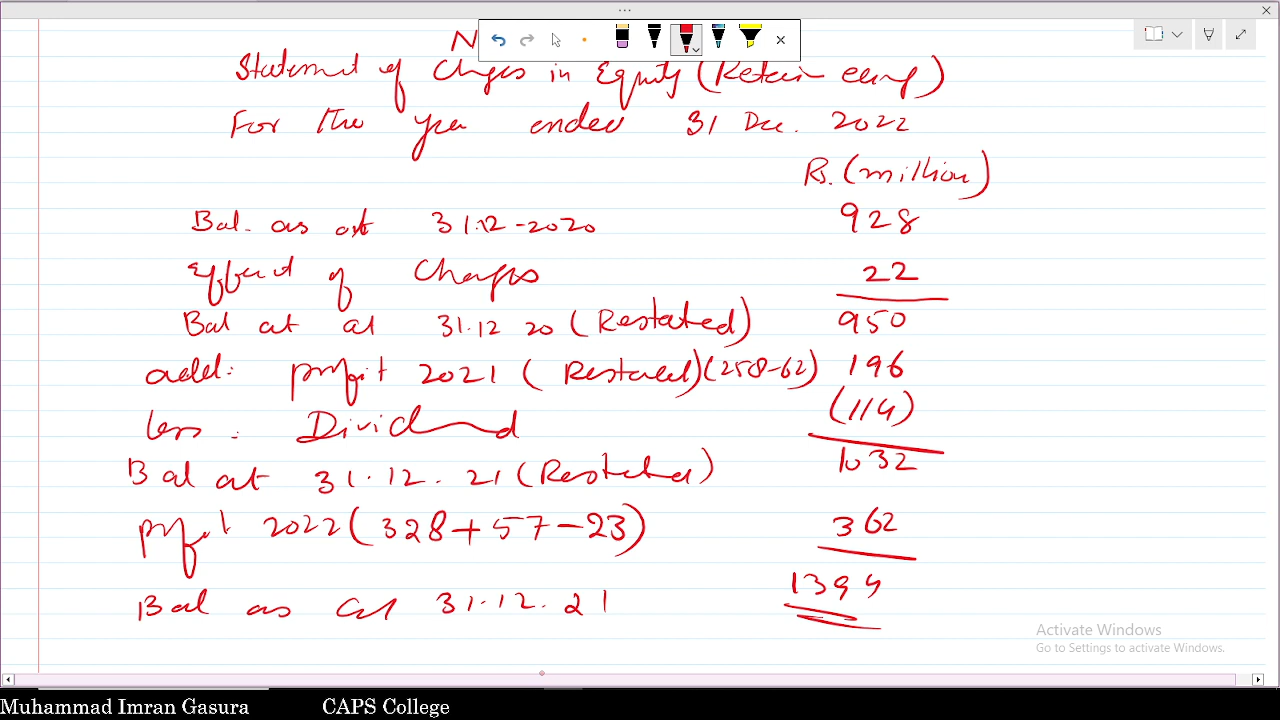 N
Statement of Changes in Equity (Retain earng)
For the year ended 31 Dec. 2022
Rs. (million)
Bal. as at 31.12-2020 928
Effect of Changes 22
Bal at at 31.12 20 (Restated) 950
add: profit 2021 (Restated) (258-62) 196
less: Dividend (114)
Bal at 31.12.21 (Restated) 1032
profit 2022 (328+57-23) 362
Bal as at 31.12.21 1394
Activate Windows
Go to Settings to activate Windows.
Muhammad Imran Gasura CAPS College